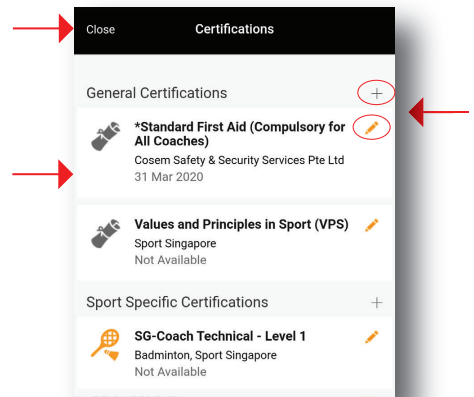 Close Certifications
General Certifications
*Standard First Aid (Compulsory for
All Coaches)
Cosem Safety & Security Services Pte Ltd
31 Mar 2020
Values and Principles in Sport (VPS)
Sport Singapore
Not Available
Sport Specific Certifications
SG-Coach Technical - Level 1
Badminton, Sport Singapore
Not Available